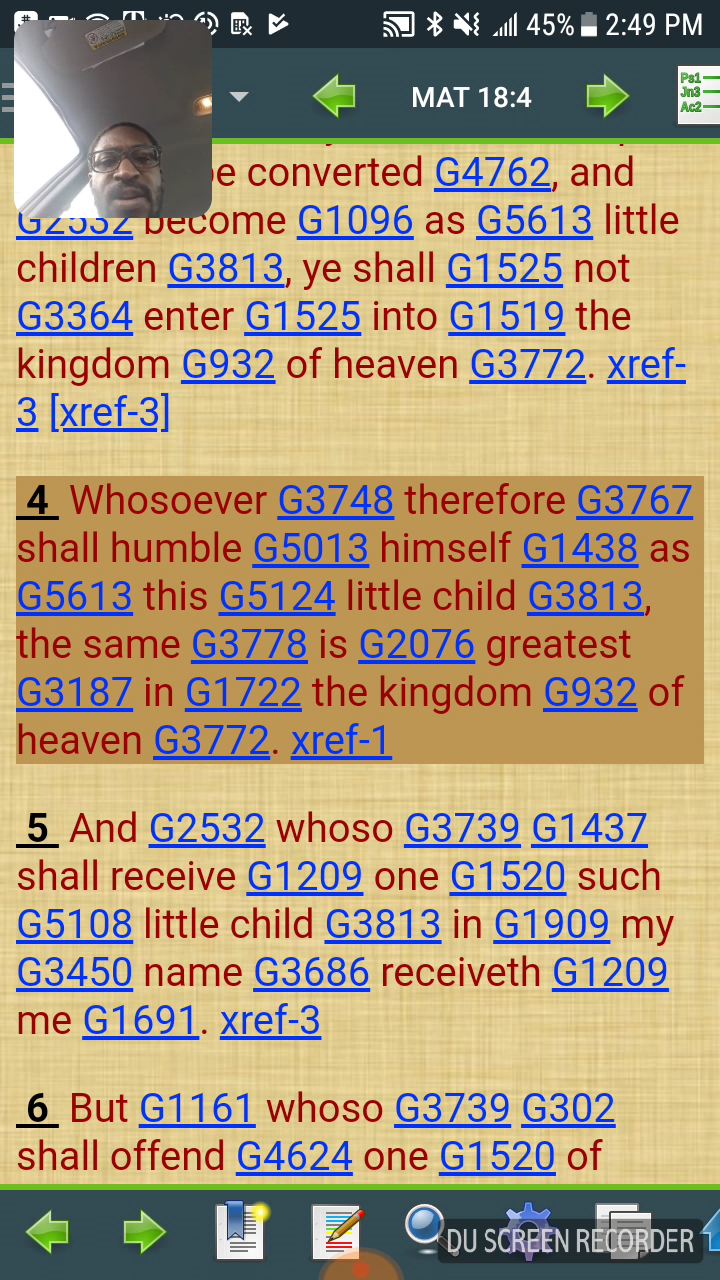 45% 2:49 PM
MAT 18:4
Ps1
Jn3
Ac2
be converted G4762, and
G2532 become G1096 as G5613 little
children G3813, ye shall G1525 not
G3364 enter G1525 into G1519 the
kingdom G932 of heaven G3772. xref-
3 [xref-3]
4 Whosoever G3748 therefore G3767
shall humble G5013 himself G1438 as
G5613 this G5124 little child G3813,
the same G3778 is G2076 greatest
G3187 in G1722 the kingdom G932 of
heaven G3772. xref-1
5 And G2532 whoso G3739 G1437
shall receive G1209 one G1520 such
G5108 little child G3813 in G1909 my
G3450 name G3686 receiveth G1209
me G1691. xref-3
6 But G1161 whoso G3739 G302
shall offend G4624 one G1520 of
DU SCREEN RECORDER